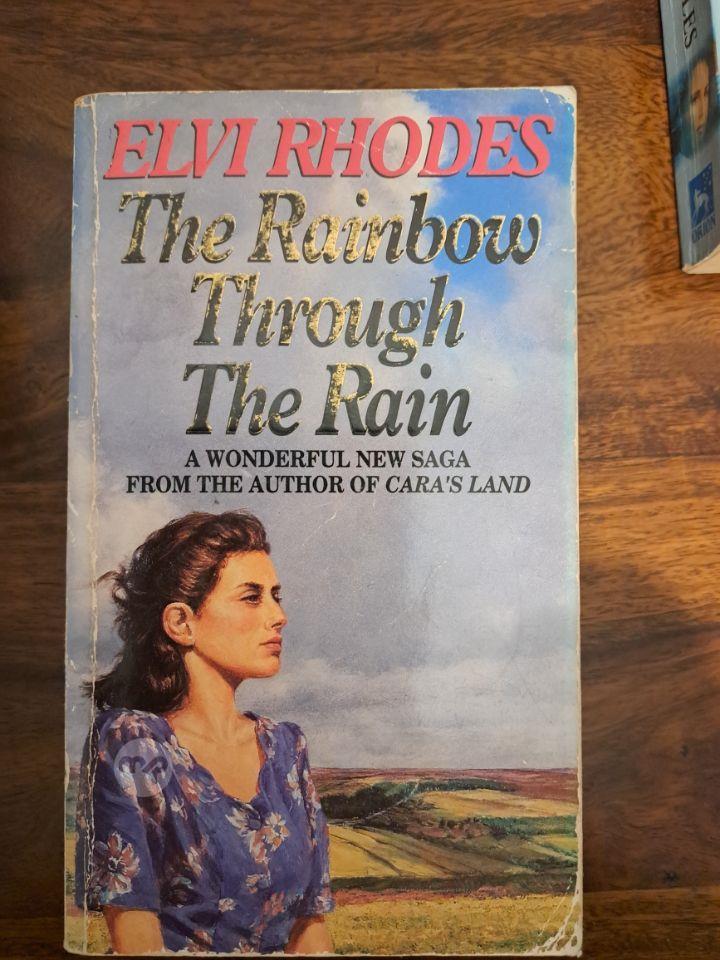 ELVI RHODES
The Rainbow
Through
The Rain
A WONDERFUL NEW SAGA
FROM THE AUTHOR OF CARA'S LAND